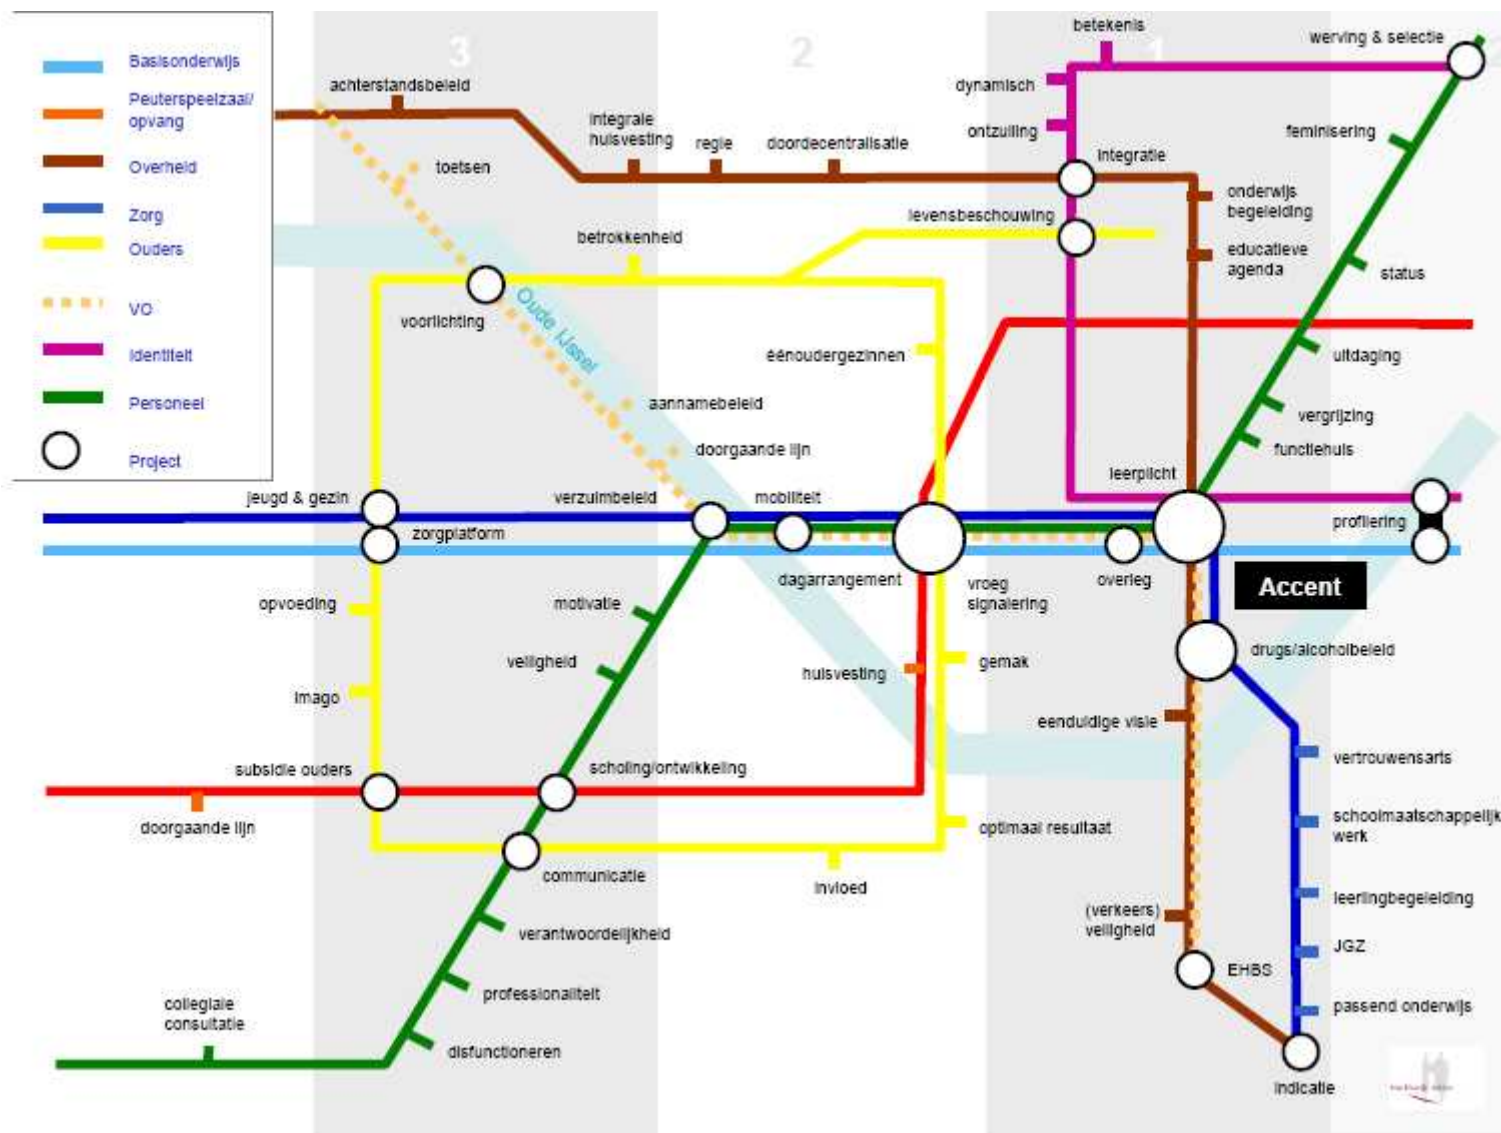 Basisonderwijs
Peuterspeelzaal/
opvang
Overheid
Zorg
Ouders
VO
Identiteit
Personeel
Project
3
2
1
betekenis
werving & selectie
achterstandsbeleid
dynamisch
integrale
huisvesting
regie
doordecentralisatie
ontzuiling
feminisering
toetsen
integratie
onderwijs
begeleiding
levensbeschouwing
betrokkenheid
educatieve
agenda
status
voorlichting
Oude IJssel
éénoudergezinnen
uitdaging
aannamebeleid
vergrijzing
doorgaande lijn
functiehuis
leerplicht
jeugd & gezin
verzuimbeleid
mobiliteit
profilering
zorgplatform
dagarrangement
vroeg
signalering
overleg
Accent
opvoeding
motivatie
veiligheid
huisvesting
gemak
drugs/alcoholbeleid
imago
eenduidige visie
vertrouwensarts
subsidie ouders
scholing/ontwikkeling
schoolmaatschappelijk
werk
doorgaande lijn
optimaal resultaat
communicatie
invloed
leerlingbegeleiding
(verkeers)
veiligheid
verantwoordelijkheid
JGZ
EHBS
professionaliteit
passend onderwijs
collegiale
consultatie
disfunctioneren
indicatie